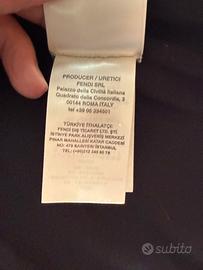 PRODUCER / ÜRETİCİ
FENDI SRL
Palazzo della Civiltà Italiana
Quadrato della Concordia, 3
00144 ROMA ITALY
tel +39 06 334501
TÜRKİYE İTHALATÇI:
FENDI DIŞ TİCARET LTD. ŞTİ.
İSTİNYE PARK ALIŞVERİŞ MERKEZİ
PINAR MAHALLESİ KATAR CADDESİ
SARIYER/ İSTANBUL
TEL:
subito